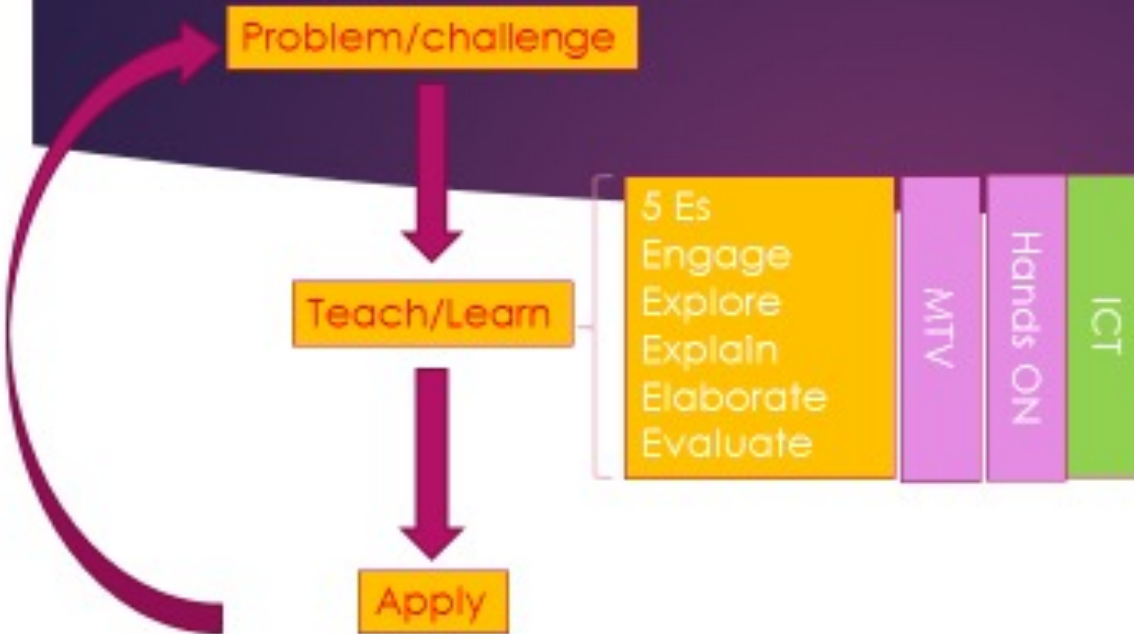 Problem/challenge
Teach/Learn
5 Es
Engage
Explore
Explain
Elaborate
Evaluate
MTV
Hands ON
ICT
Apply